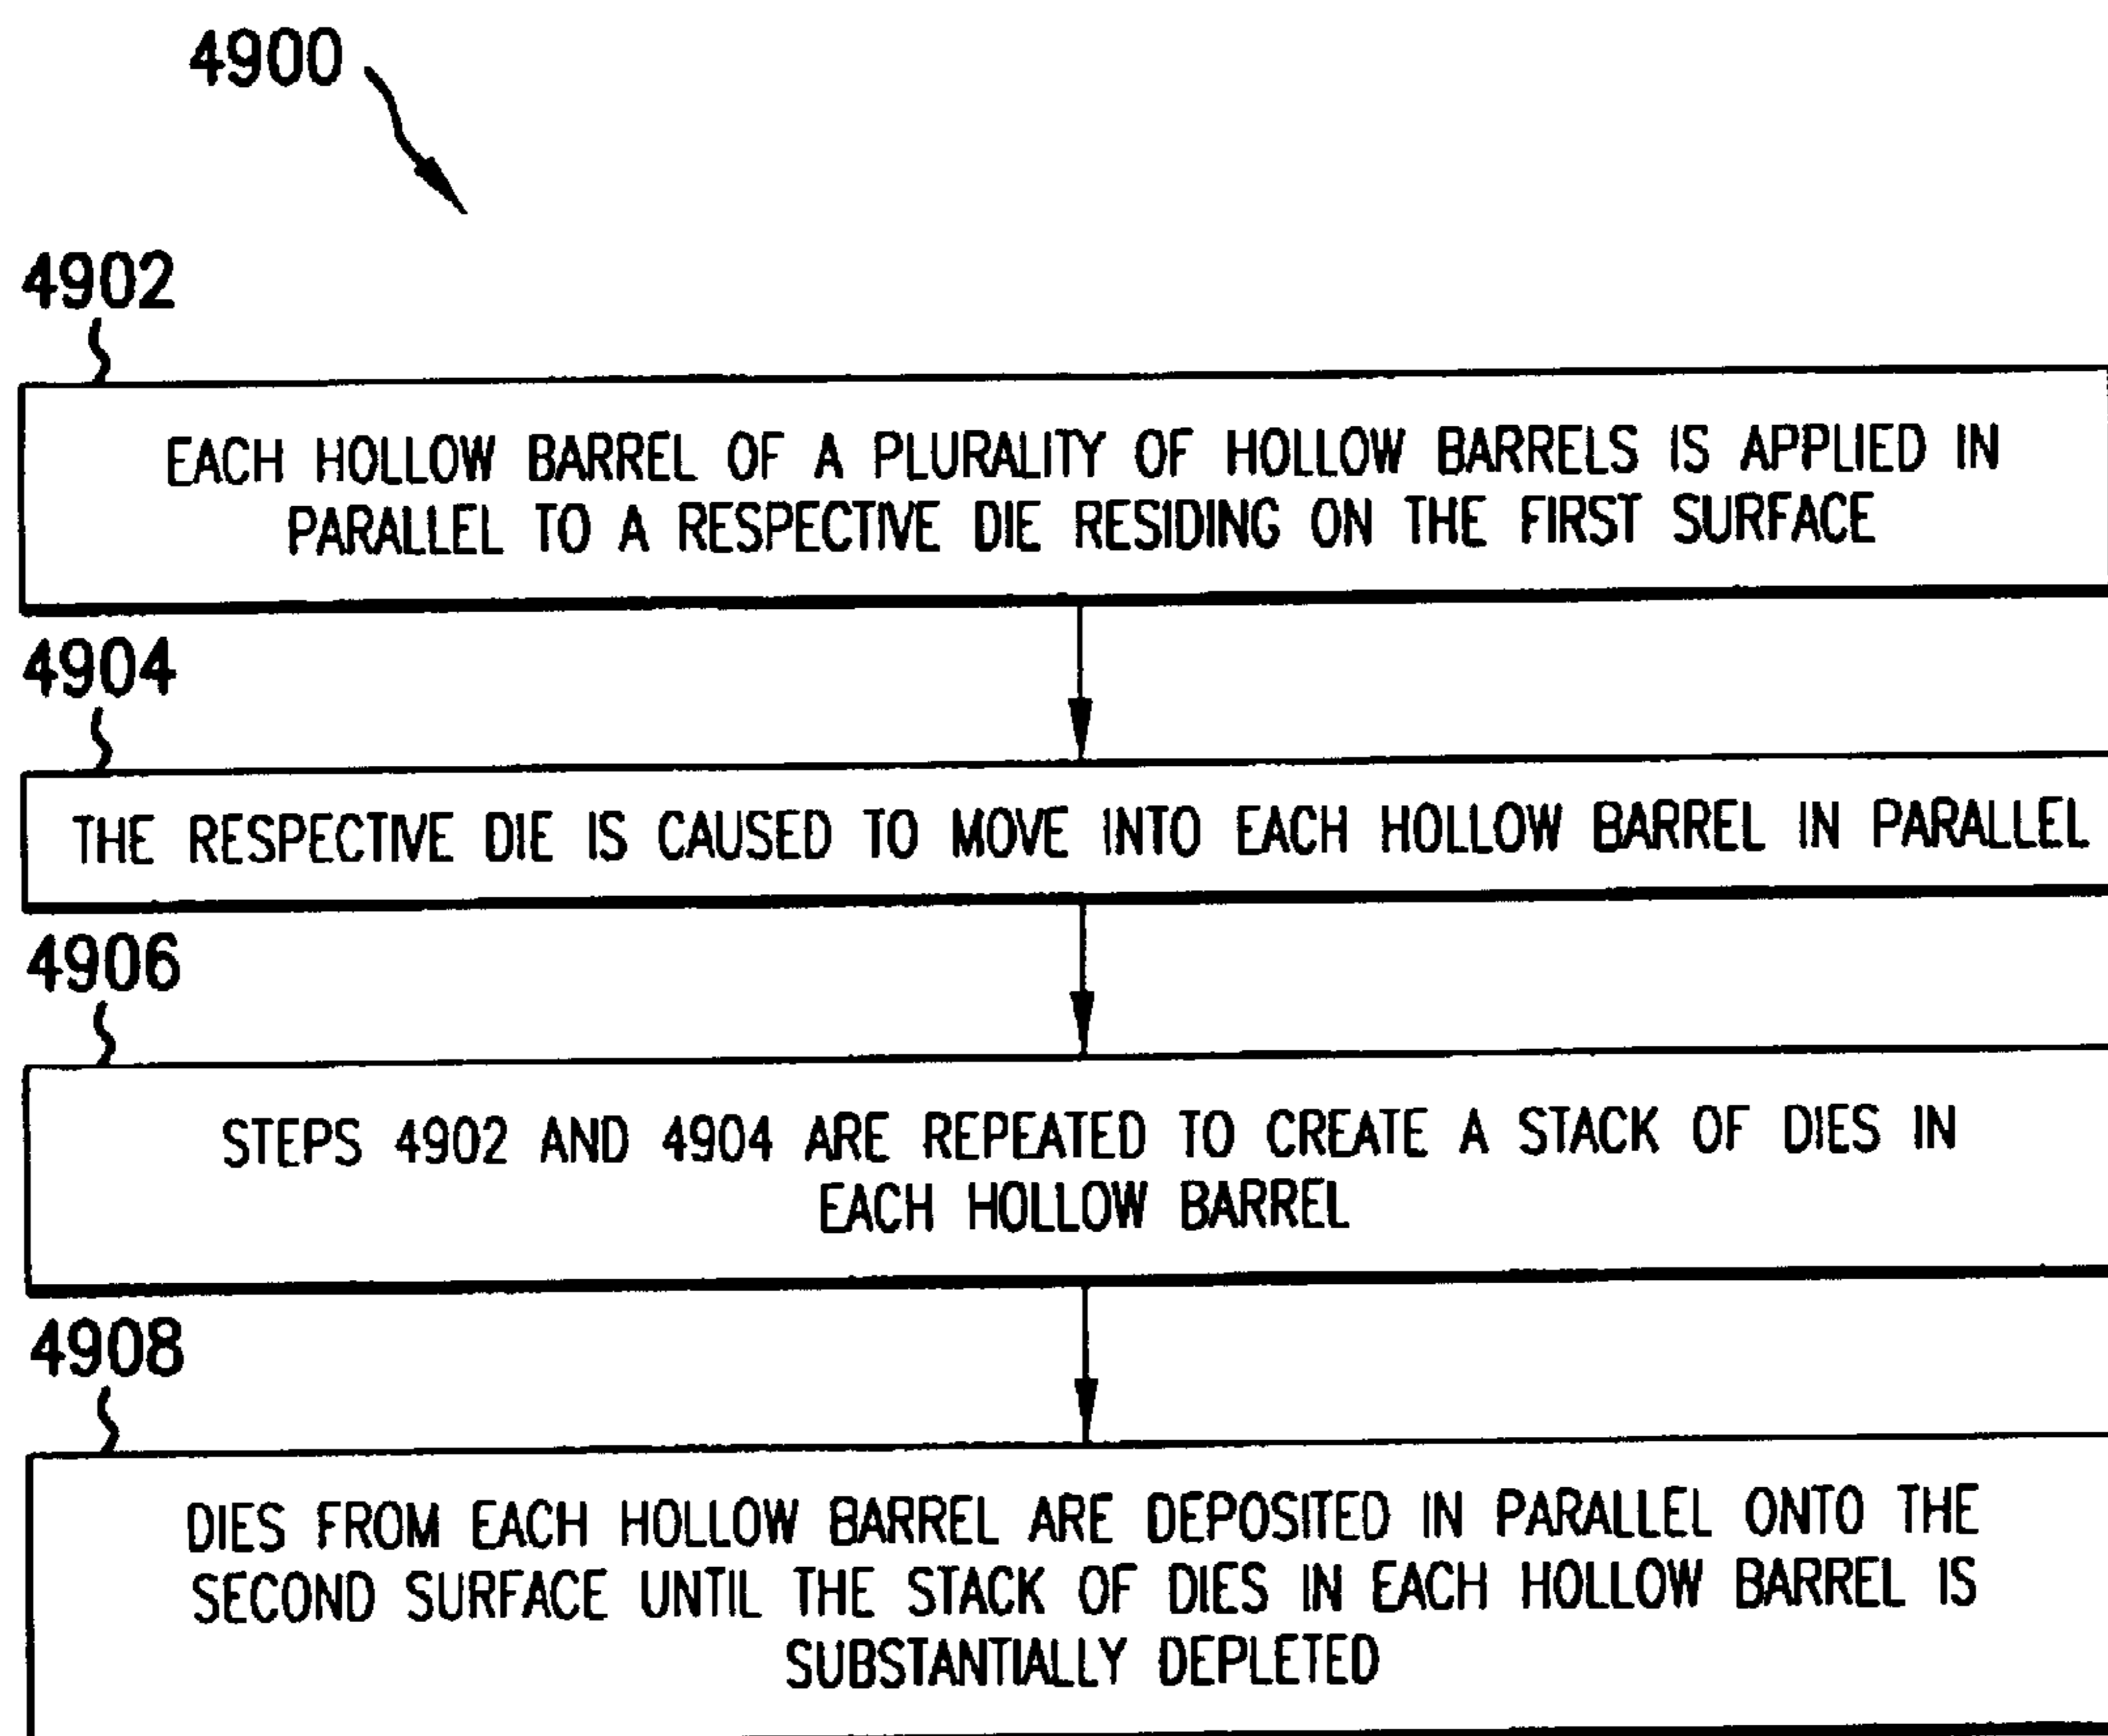 4900
4902
EACH HOLLOW BARREL OF A PLURALITY OF HOLLOW BARRELS IS APPLIED IN
PARALLEL TO A RESPECTIVE DIE RESIDING ON THE FIRST SURFACE
4904
THE RESPECTIVE DIE IS CAUSED TO MOVE INTO EACH HOLLOW BARREL IN PARALLEL
4906
STEPS 4902 AND 4904 ARE REPEATED TO CREATE A STACK OF DIES IN
EACH HOLLOW BARREL
4908
DIES FROM EACH HOLLOW BARREL ARE DEPOSITED IN PARALLEL ONTO THE
SECOND SURFACE UNTIL THE STACK OF DIES IN EACH HOLLOW BARREL IS
SUBSTANTIALLY DEPLETED